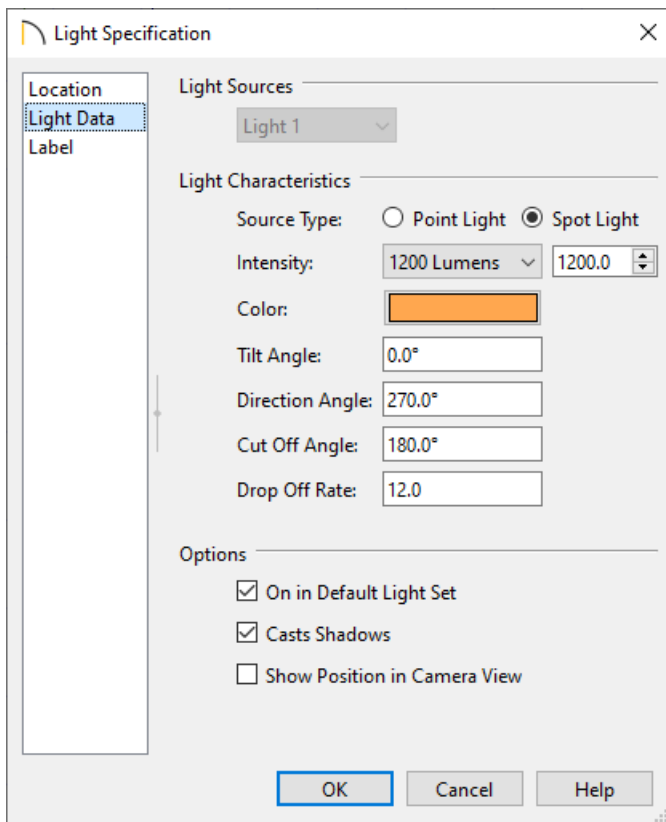 Light Specification
Location
Light Data
Label
Light Sources
Light 1
Light Characteristics
Source Type: Point Light Spot Light
Intensity: 1200 Lumens 1200.0
Color:
Tilt Angle: 0.0°
Direction Angle: 270.0°
Cut Off Angle: 180.0°
Drop Off Rate: 12.0
Options
On in Default Light Set
Casts Shadows
Show Position in Camera View
OK Cancel Help